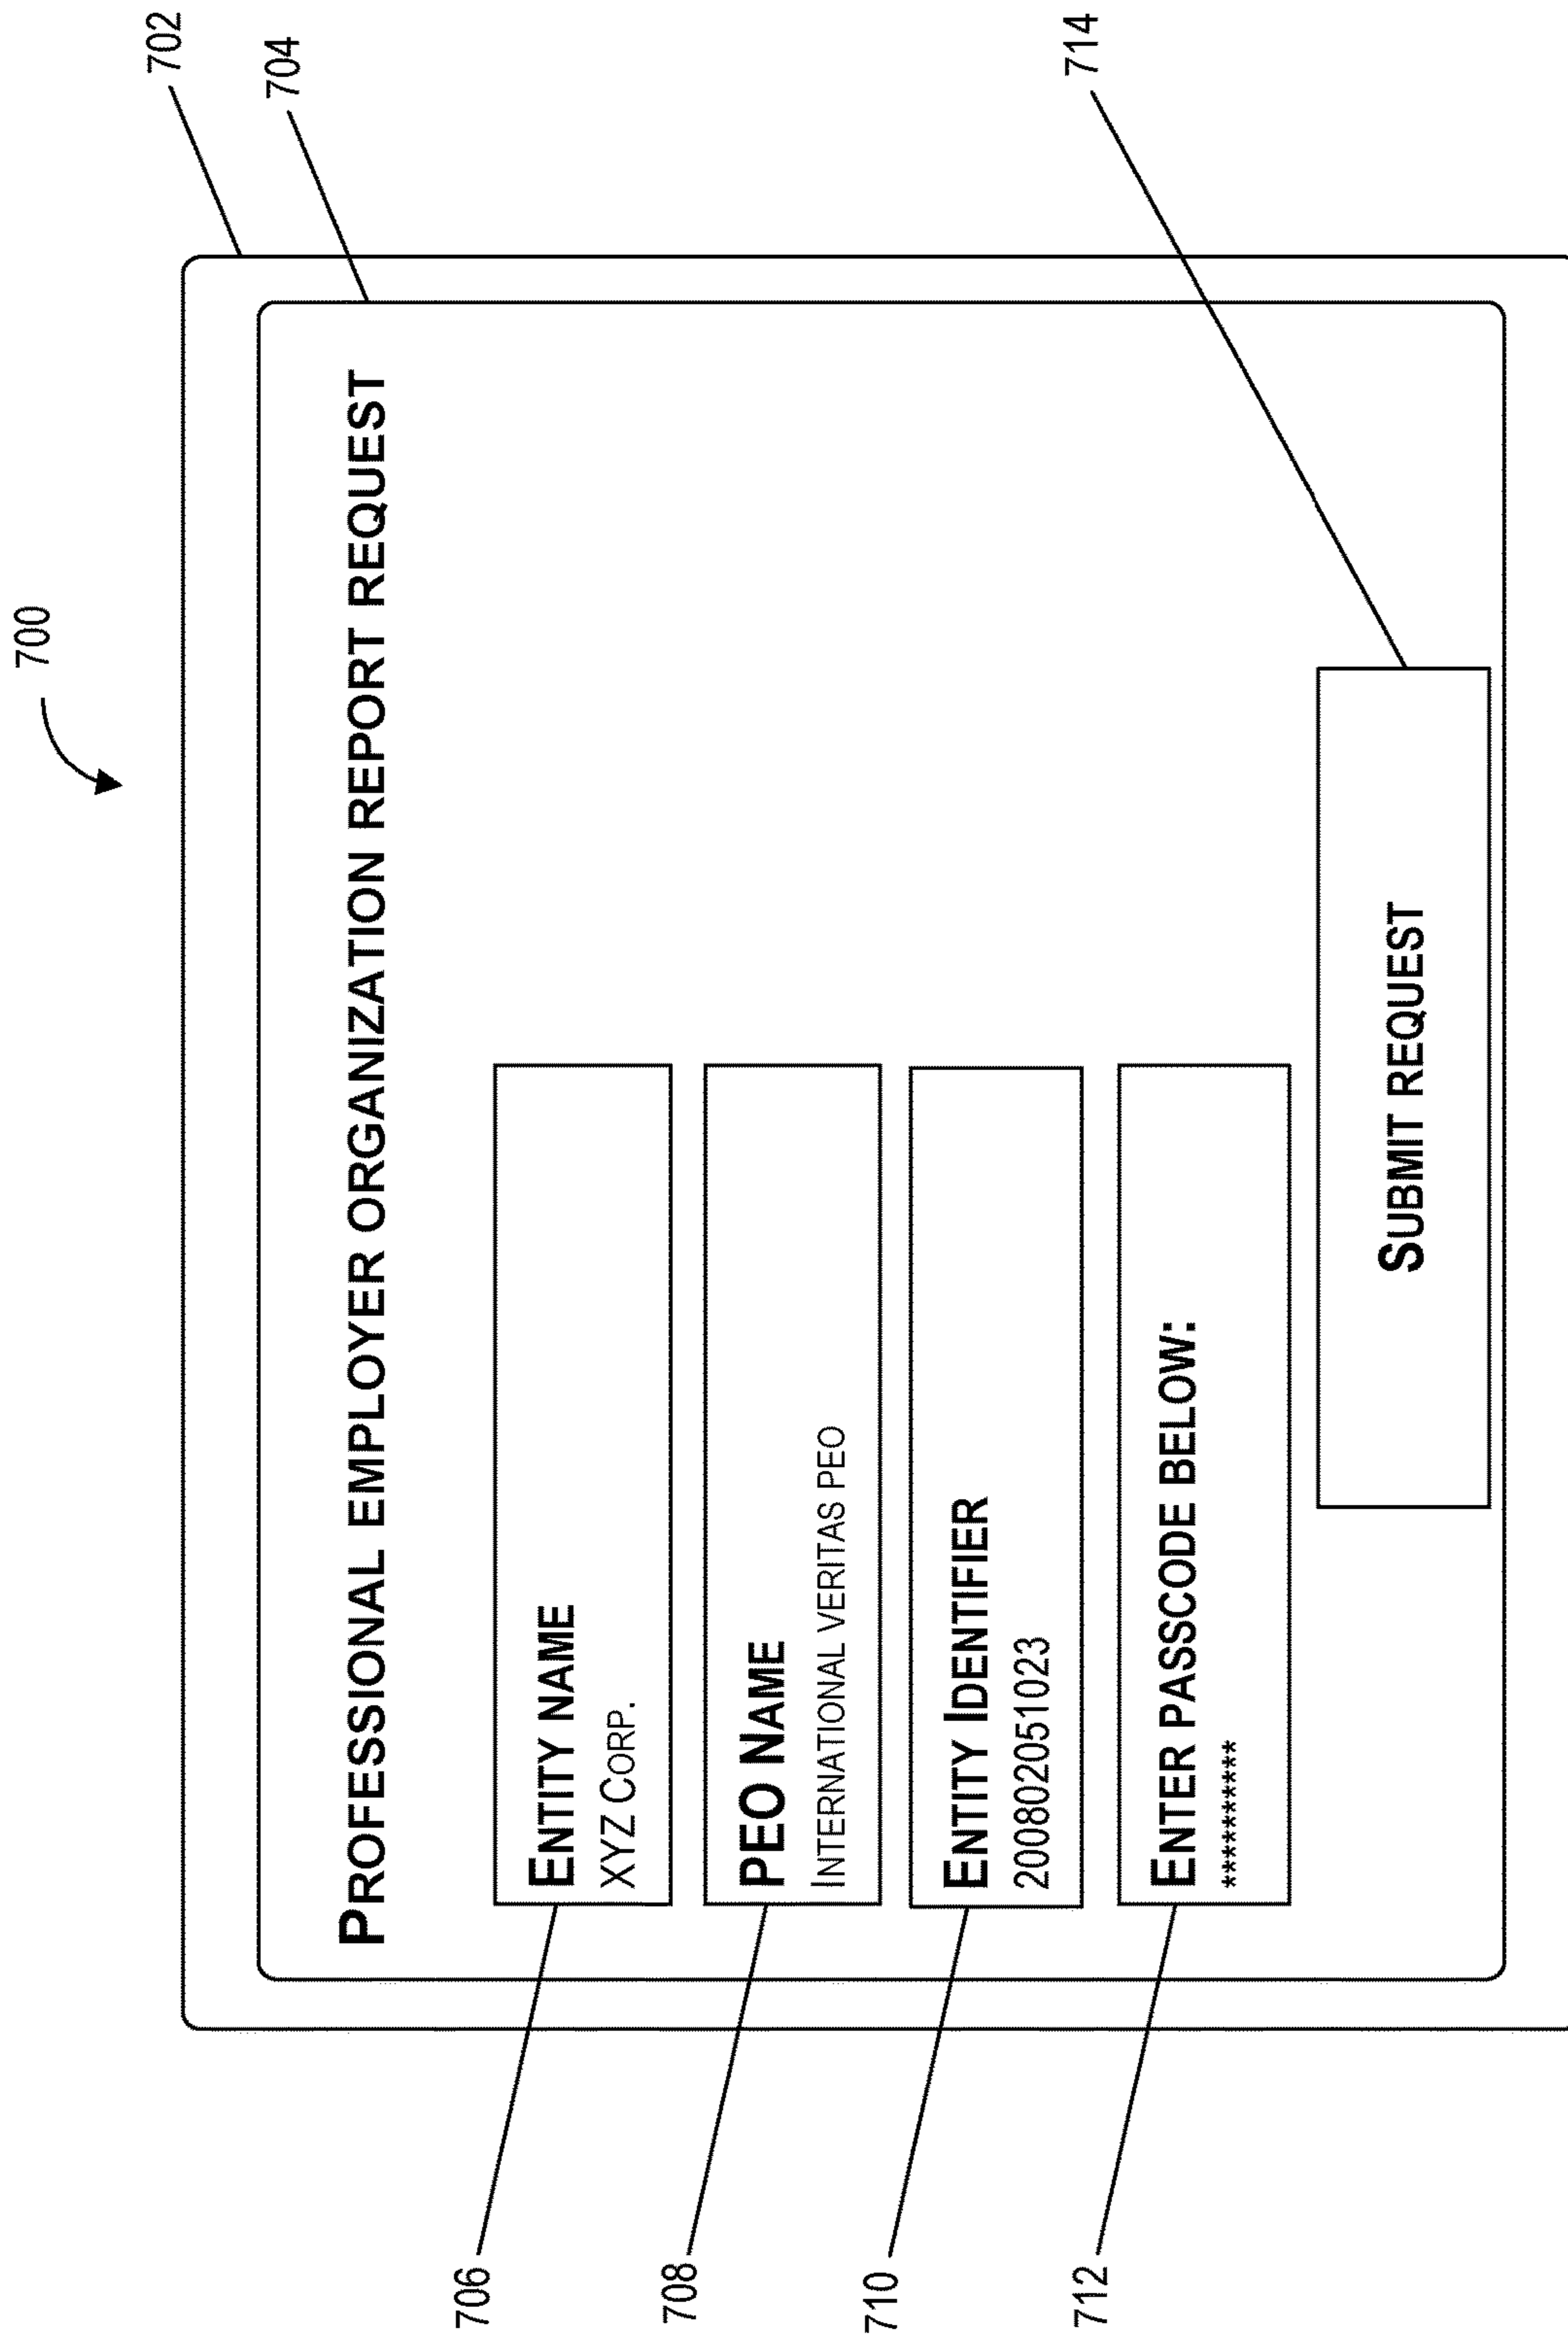 700
702
704
PROFESSIONAL EMPLOYER ORGANIZATION REPORT REQUEST
706
ENTITY NAME
XYZ CORP.
708
PEO NAME
INTERNATIONAL VERITAS PEO
710
ENTITY IDENTIFIER
200802051023
712
ENTER PASSCODE BELOW:
**********
714
SUBMIT REQUEST